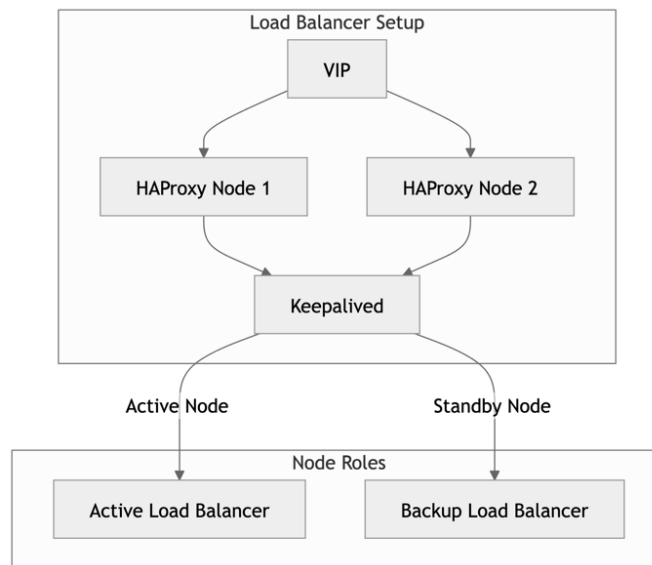 Load Balancer Setup
VIP
HAProxy Node 1
HAProxy Node 2
Keepalived
Active Node
Standby Node
Node Roles
Active Load Balancer
Backup Load Balancer